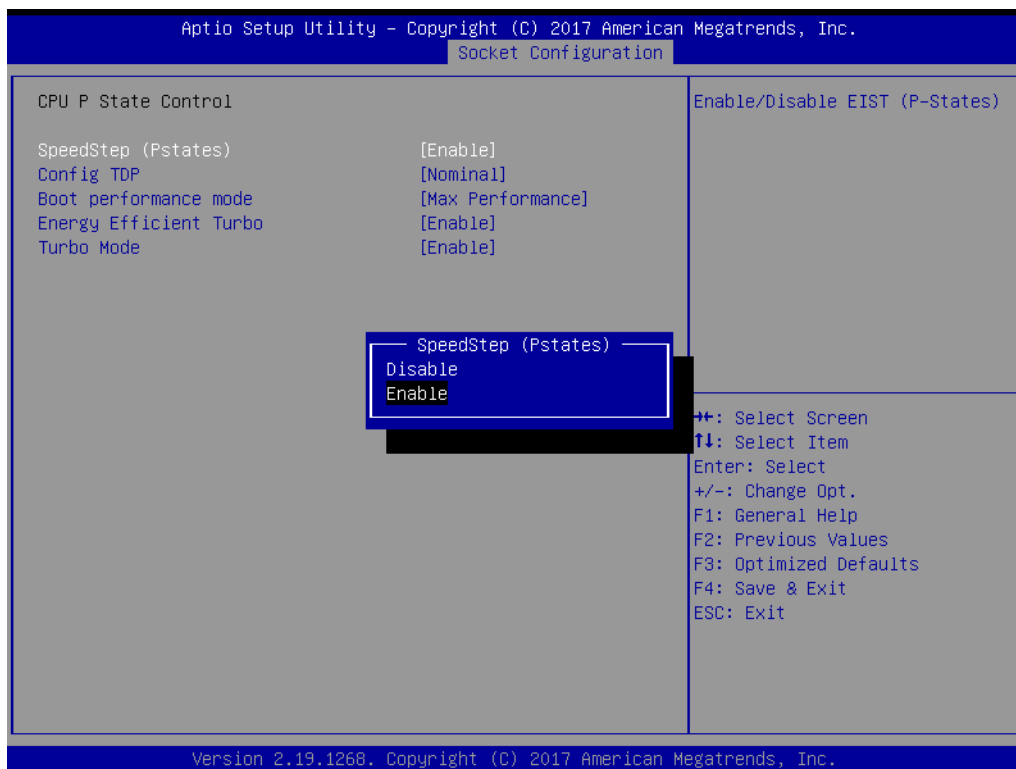 Aptio Setup Utility – Copyright (C) 2017 American Megatrends, Inc.
Socket Configuration
CPU P State Control
SpeedStep (Pstates) [Enable]
Config TDP [Nominal]
Boot performance mode [Max Performance]
Energy Efficient Turbo [Enable]
Turbo Mode [Enable]
Enable/Disable EIST (P-States)
SpeedStep (Pstates)
Disable
Enable
→←: Select Screen
↑↓: Select Item
Enter: Select
+/-: Change Opt.
F1: General Help
F2: Previous Values
F3: Optimized Defaults
F4: Save & Exit
ESC: Exit
Version 2.19.1268. Copyright (C) 2017 American Megatrends, Inc.